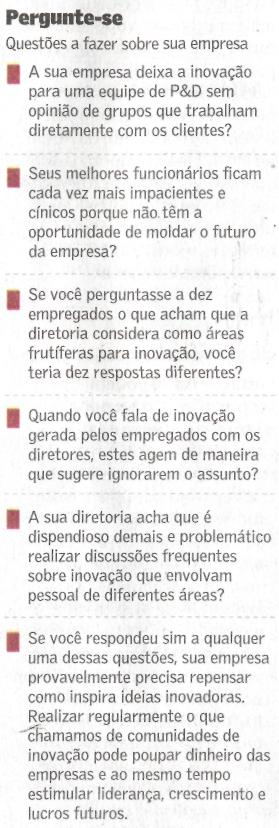 Pergunte-se
Questões a fazer sobre sua empresa
A sua empresa deixa a inovação
para uma equipe de P&D sem
opinião de grupos que trabalham
diretamente com os clientes?
Seus melhores funcionários ficam
cada vez mais impacientes e
cínicos porque não têm a
oportunidade de moldar o futuro
da empresa?
Se você perguntasse a dez
empregados o que acham que a
diretoria considera como áreas
frutíferas para inovação, você
teria dez respostas diferentes?
Quando você fala de inovação
gerada pelos empregados com os
diretores, estes agem de maneira
que sugere ignorarem o assunto?
A sua diretoria acha que é
dispendioso demais e problemático
realizar discussões frequentes
sobre inovação que envolvam
pessoal de diferentes áreas?
Se você respondeu sim a qualquer
uma dessas questões, sua empresa
provavelmente precisa repensar
como inspira ideias inovadoras.
Realizar regularmente o que
chamamos de comunidades de
inovação pode poupar dinheiro das
empresas e ao mesmo tempo
estimular liderança, crescimento e
lucros futuros.